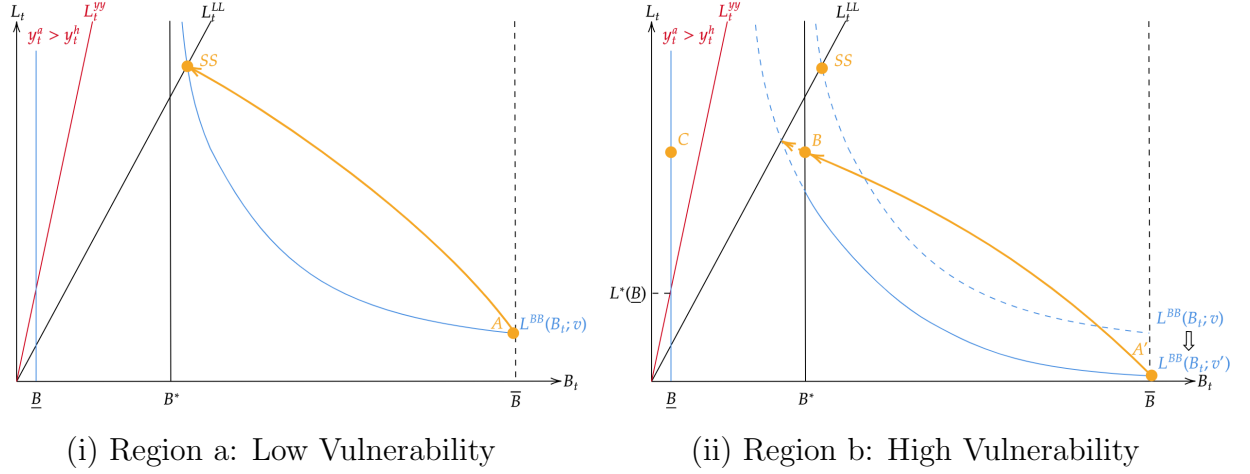 L_t
L_t^{yy}
L_t^{LL}
y_t^a > y_t^h
SS
A
L^{BB}(B_t; v)
B_t
B
B*
B
(i) Region a: Low Vulnerability
L_t
L_t^{yy}
L_t^{LL}
y_t^a > y_t^h
SS
C
B
L*(B)
L^{BB}(B_t; v)
⇓
A′
L^{BB}(B_t; v′)
B_t
B
B*
B
(ii) Region b: High Vulnerability